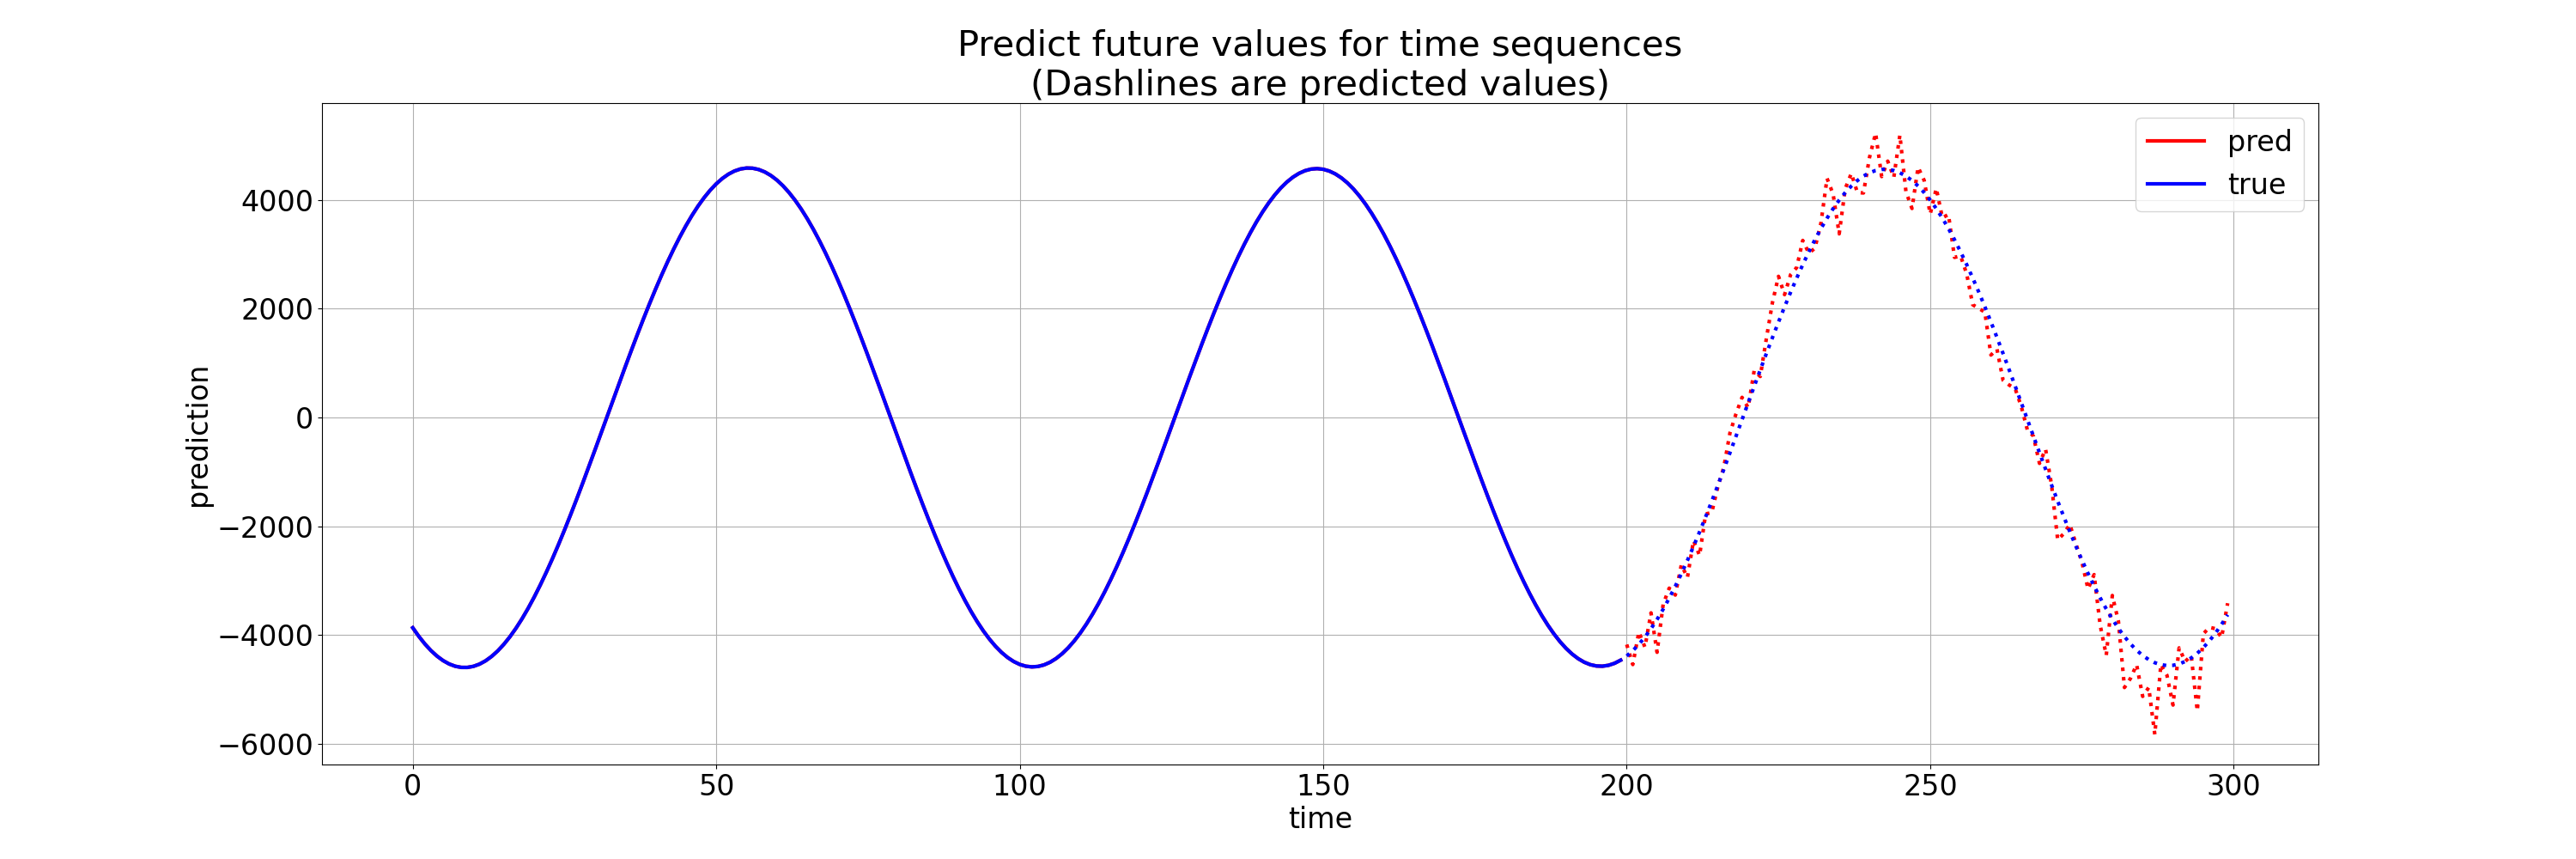 Predict future values for time sequences
(Dashlines are predicted values)
pred
true
prediction
4000
2000
0
−2000
−4000
−6000
0 50 100 150 200 250 300
time